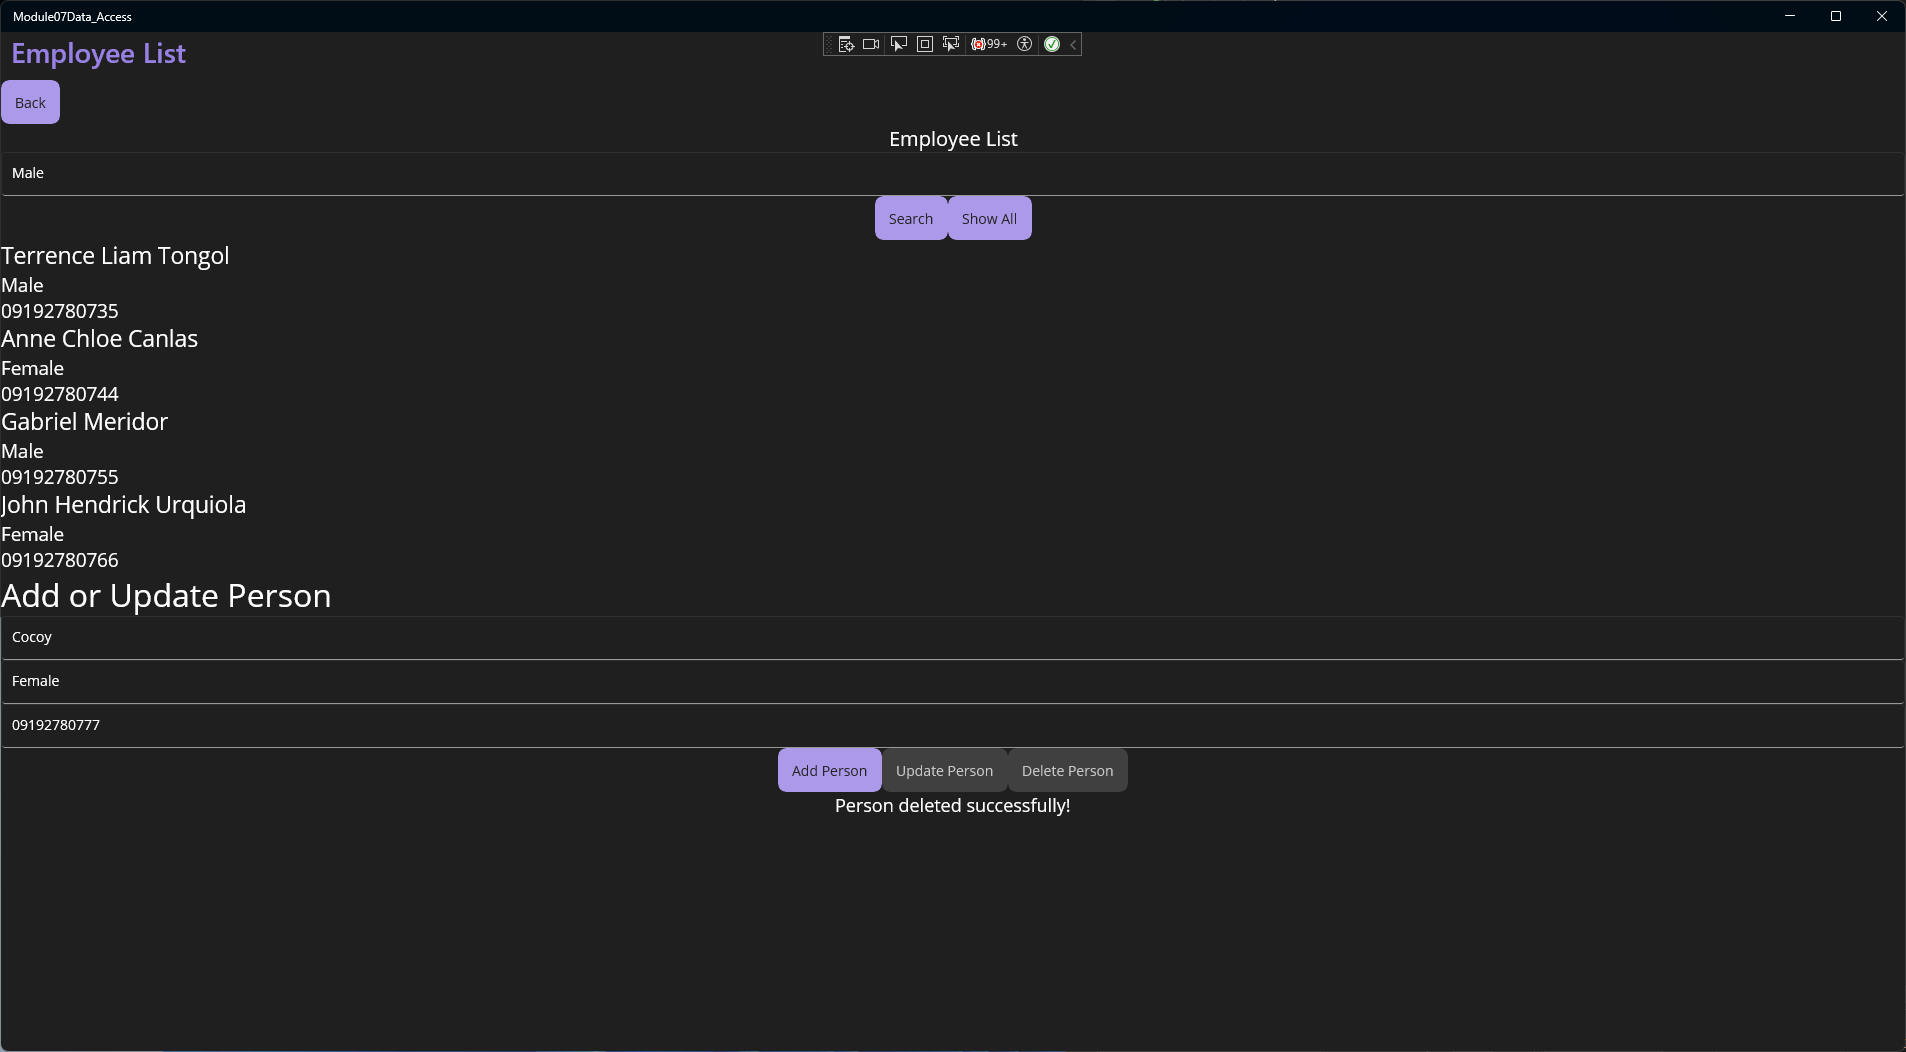 Module07Data_Access
Employee List
99+
Back
Employee List
Male
Search Show All
Terrence Liam Tongol
Male
09192780735
Anne Chloe Canlas
Female
09192780744
Gabriel Meridor
Male
09192780755
John Hendrick Urquiola
Female
09192780766
Add or Update Person
Cocoy
Female
09192780777
Add Person Update Person Delete Person
Person deleted successfully!